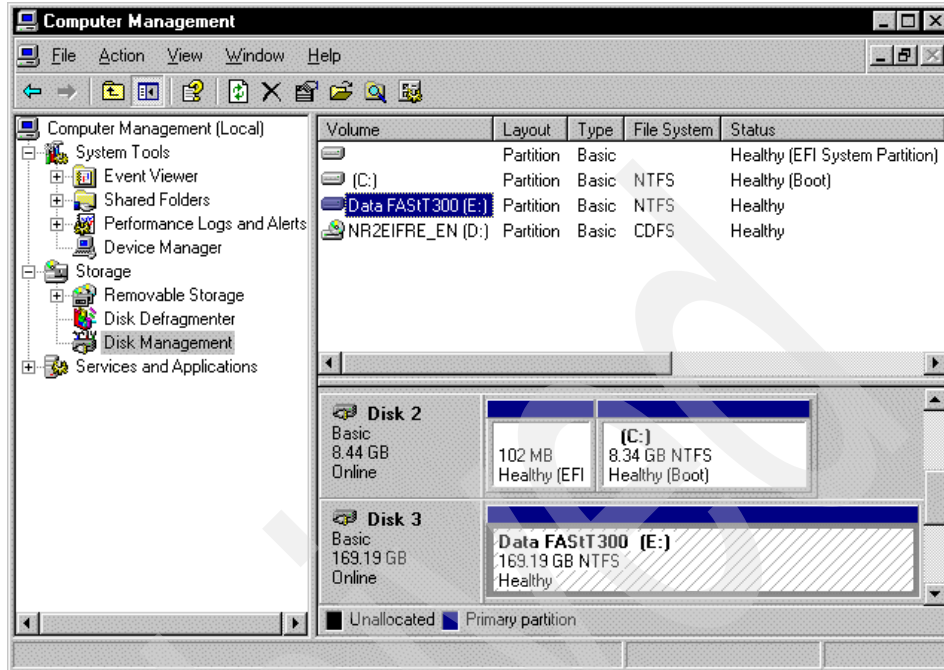 Computer Management
File Action View Window Help
Computer Management (Local)
System Tools
Event Viewer
Shared Folders
Performance Logs and Alerts
Device Manager
Storage
Removable Storage
Disk Defragmenter
Disk Management
Services and Applications
Volume Layout Type File System Status
Partition Basic Healthy (EFI System Partition)
(C:) Partition Basic NTFS Healthy (Boot)
Data FAStT300 (E:) Partition Basic NTFS Healthy
NR2EIFRE_EN (D:) Partition Basic CDFS Healthy
Disk 2
Basic
8.44 GB
Online
102 MB
Healthy (EFI
(C:)
8.34 GB NTFS
Healthy (Boot)
Disk 3
Basic
169.19 GB
Online
Data FAStT300 (E:)
169.19 GB NTFS
Healthy
Unallocated Primary partition